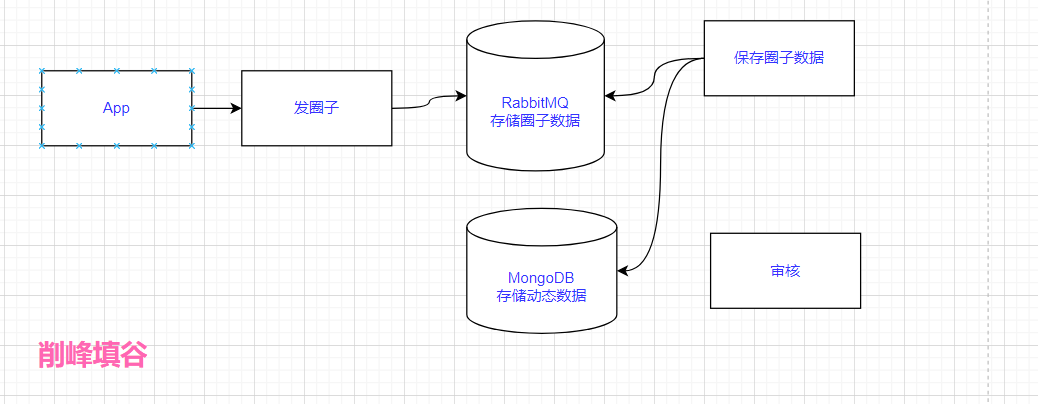 App
发圈子
RabbitMQ
存储圈子数据
保存圈子数据
MongoDB
存储动态数据
审核
削峰填谷